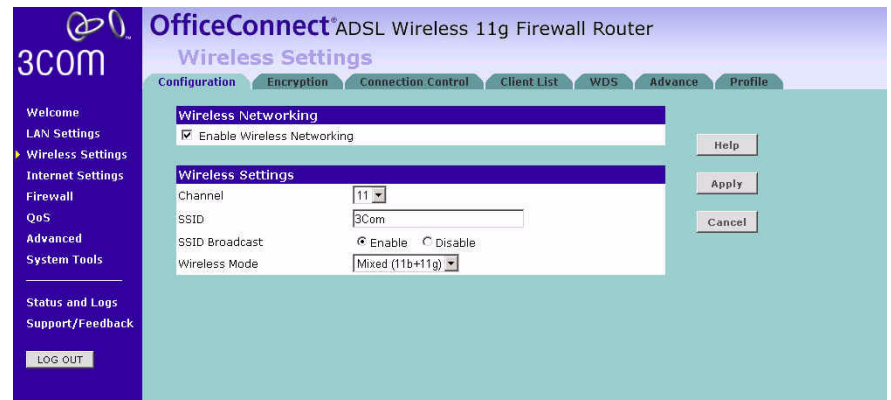 3COM
OfficeConnect® ADSL Wireless 11g Firewall Router
Wireless Settings
Configuration Encryption Connection Control Client List WDS Advance Profile
Welcome
LAN Settings
Wireless Settings
Internet Settings
Firewall
QoS
Advanced
System Tools
Status and Logs
Support/Feedback
LOG OUT
Wireless Networking
Enable Wireless Networking
Wireless Settings
Channel 11
SSID 3Com
SSID Broadcast Enable Disable
Wireless Mode Mixed (11b+11g)
Help
Apply
Cancel